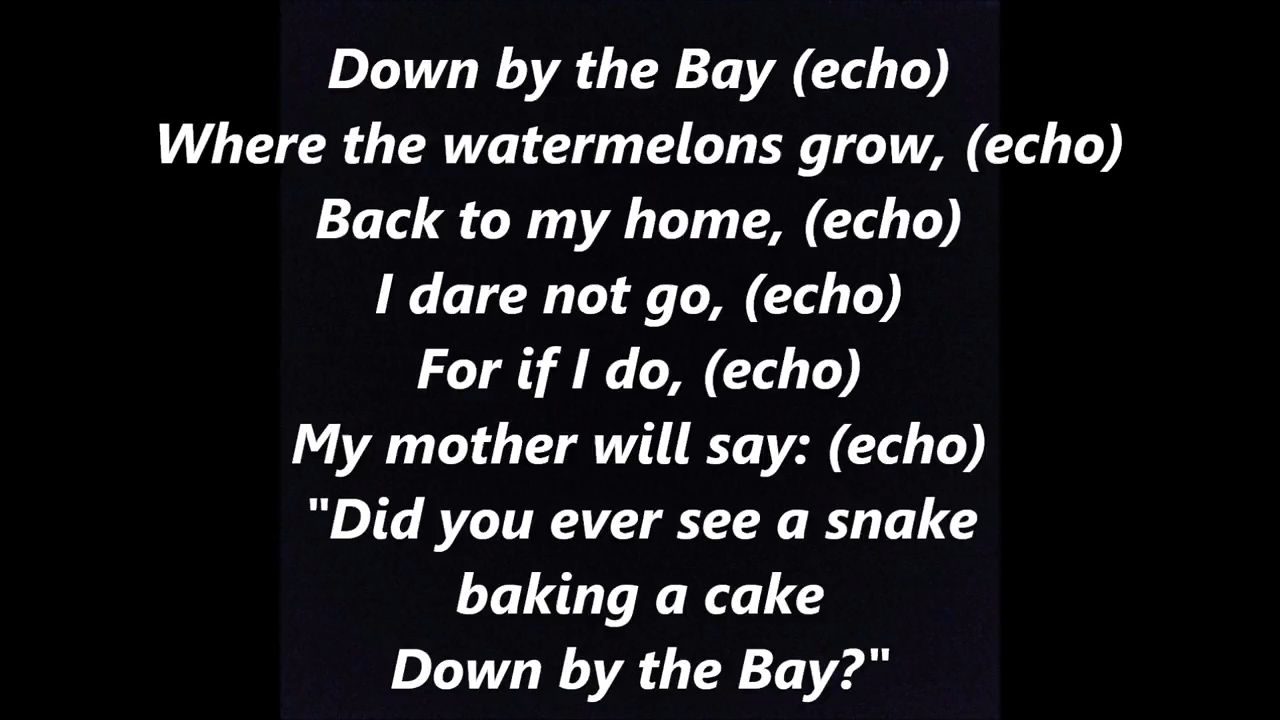 Down by the Bay (echo)
Where the watermelons grow, (echo)
Back to my home, (echo)
I dare not go, (echo)
For if I do, (echo)
My mother will say: (echo)
"Did you ever see a snake
baking a cake
Down by the Bay?"